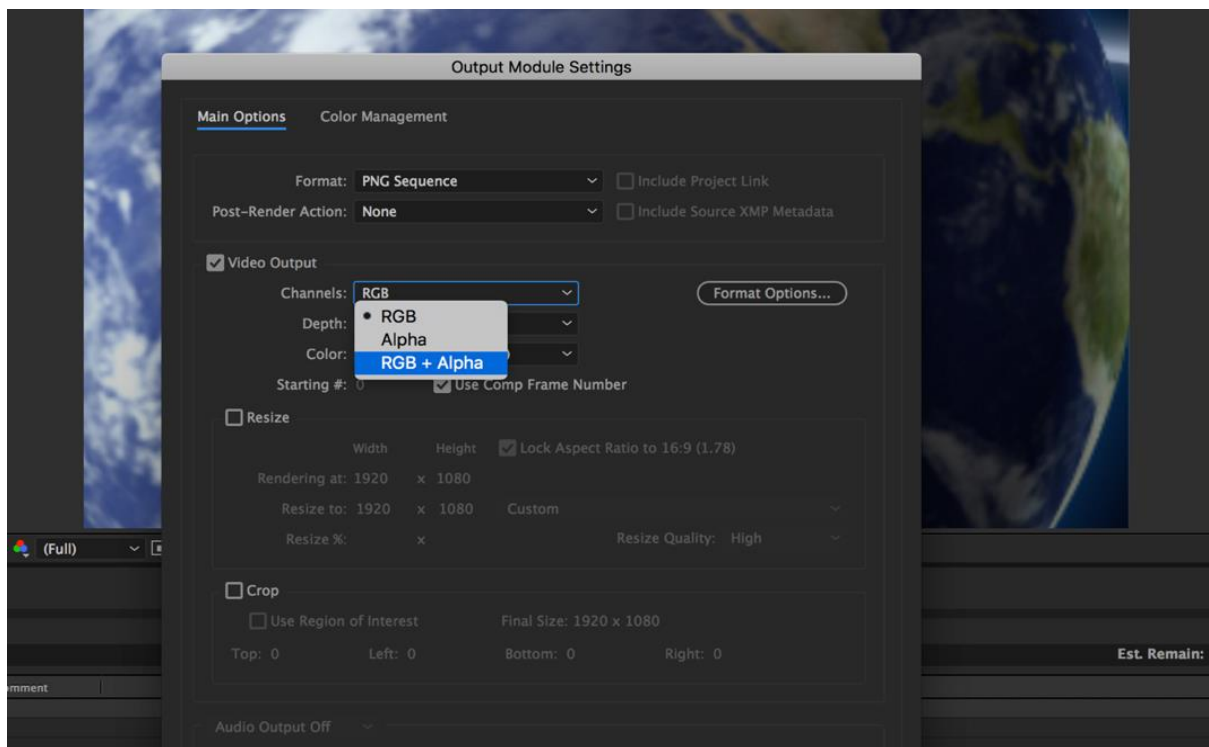 Output Module Settings
Main Options Color Management
Format: PNG Sequence Include Project Link
Post-Render Action: None Include Source XMP Metadata
Video Output
Channels: RGB Format Options...
RGB
Depth:
Alpha
Color:
RGB + Alpha
Starting #: 0 Use Comp Frame Number
Resize
Width Height Lock Aspect Ratio to 16:9 (1.78)
Rendering at: 1920 x 1080
Resize to: 1920 x 1080 Custom
(Full)
Resize %: x Resize Quality: High
Crop
Use Region of Interest Final Size: 1920 x 1080
Top: 0 Left: 0 Bottom: 0 Right: 0
Est. Remain:
omment
Audio Output Off